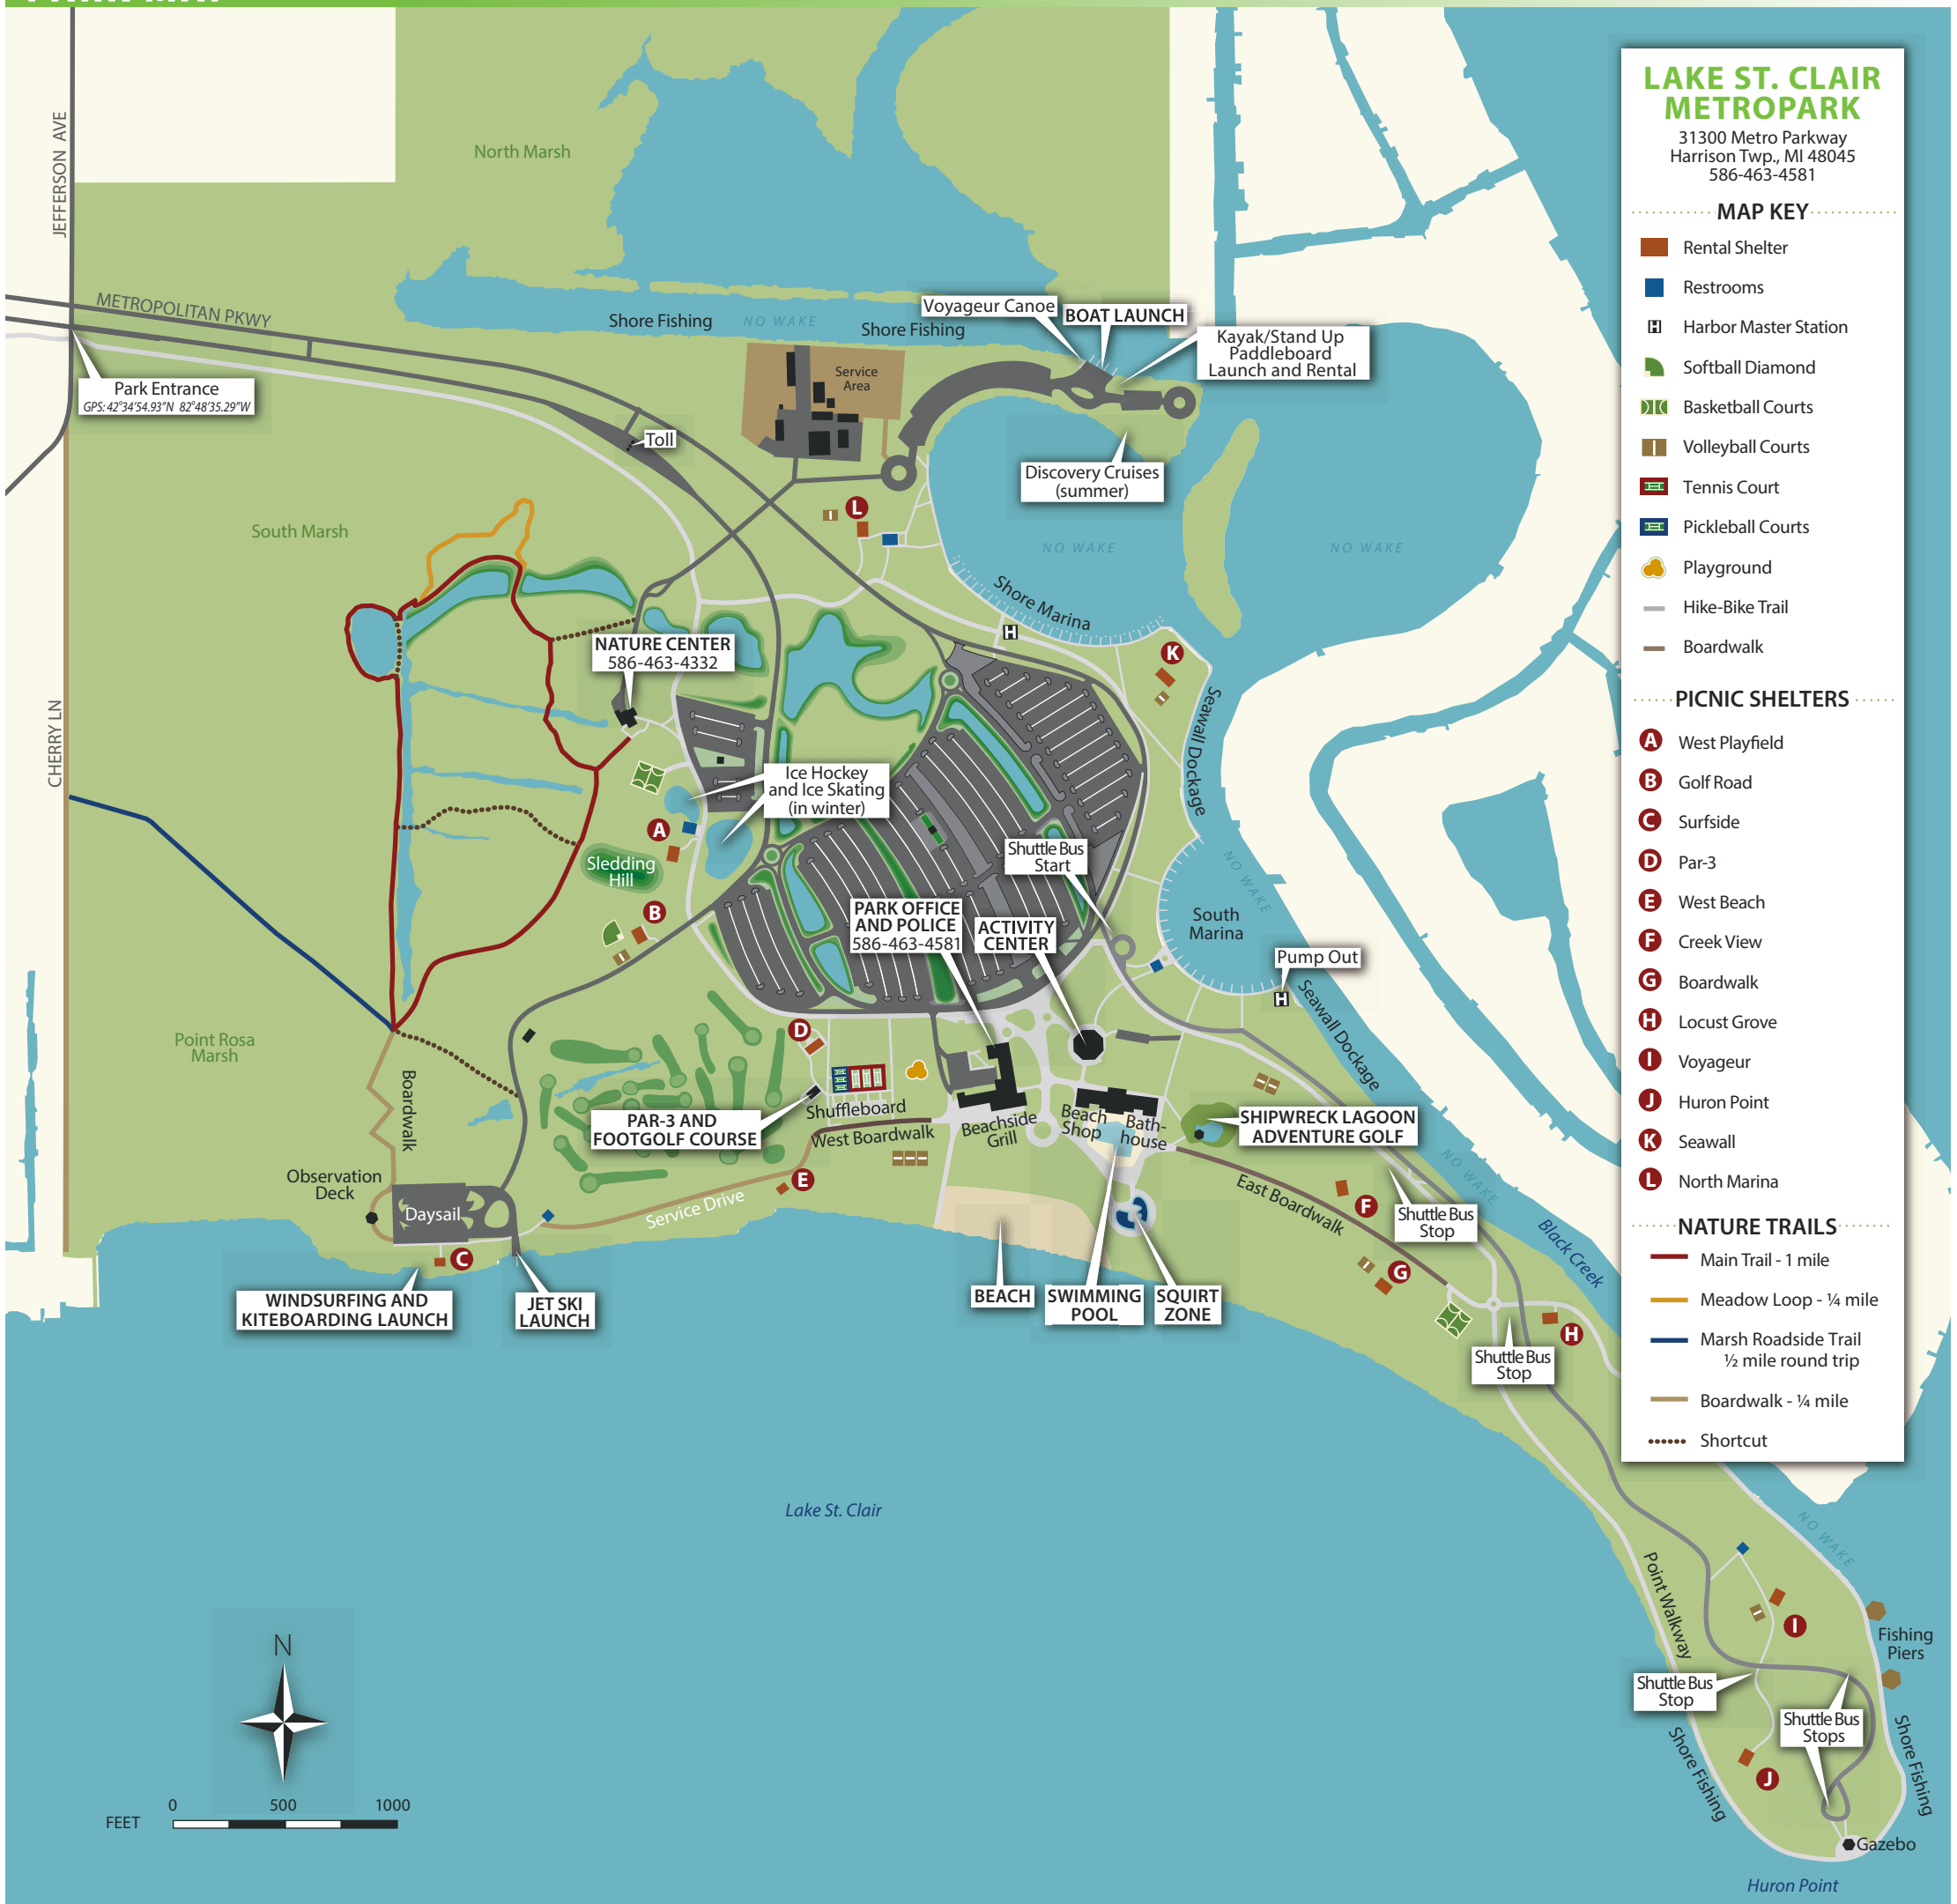 LAKE ST. CLAIR
METROPARK
31300 Metro Parkway
Harrison Twp., MI 48045
586-463-4581
MAP KEY
Rental Shelter
Restrooms
H Harbor Master Station
Softball Diamond
Basketball Courts
Volleyball Courts
Tennis Court
Pickleball Courts
Playground
Hike-Bike Trail
Boardwalk
PICNIC SHELTERS
A West Playfield
B Golf Road
C Surfside
D Par-3
E West Beach
F Creek View
G Boardwalk
H Locust Grove
I Voyageur
J Huron Point
K Seawall
L North Marina
NATURE TRAILS
Main Trail - 1 mile
Meadow Loop - ¼ mile
Marsh Roadside Trail
½ mile round trip
Boardwalk - ¼ mile
Shortcut
JEFFERSON AVE
North Marsh
METROPOLITAN PKWY
Park Entrance
GPS: 42°34'54.93"N 82°48'35.29"W
Shore Fishing
NO WAKE
Shore Fishing
Voyageur Canoe
BOAT LAUNCH
Kayak/Stand Up
Paddleboard
Launch and Rental
Service
Area
Toll
Discovery Cruises
(summer)
L
South Marsh
NO WAKE
NO WAKE
Shore Marina
H
K
NATURE CENTER
586-463-4332
Seawall Dockage
CHERRY LN
Ice Hockey
and Ice Skating
(in winter)
A
Sledding
Hill
Shuttle Bus
Start
NO WAKE
B
PARK OFFICE
AND POLICE
586-463-4581
ACTIVITY
CENTER
South
Marina
Pump Out
H
Seawall Dockage
Point Rosa
Marsh
D
Boardwalk
Shuffleboard
PAR-3 AND
FOOTGOLF COURSE
West Boardwalk
Beachside
Grill
Beach
Shop
Bath-
house
SHIPWRECK LAGOON
ADVENTURE GOLF
NO WAKE
Observation
Deck
E
East Boardwalk
F
Daysail
Service Drive
Shuttle Bus
Stop
Black Creek
C
G
WINDSURFING AND
KITEBOARDING LAUNCH
JET SKI
LAUNCH
BEACH
SWIMMING
POOL
SQUIRT
ZONE
H
Shuttle Bus
Stop
Lake St. Clair
NO WAKE
Point Walkway
I
Fishing
Piers
Shuttle Bus
Stop
Shuttle Bus
Stops
Shore Fishing
Shore Fishing
J
Gazebo
Huron Point
N
0 500 1000
FEET